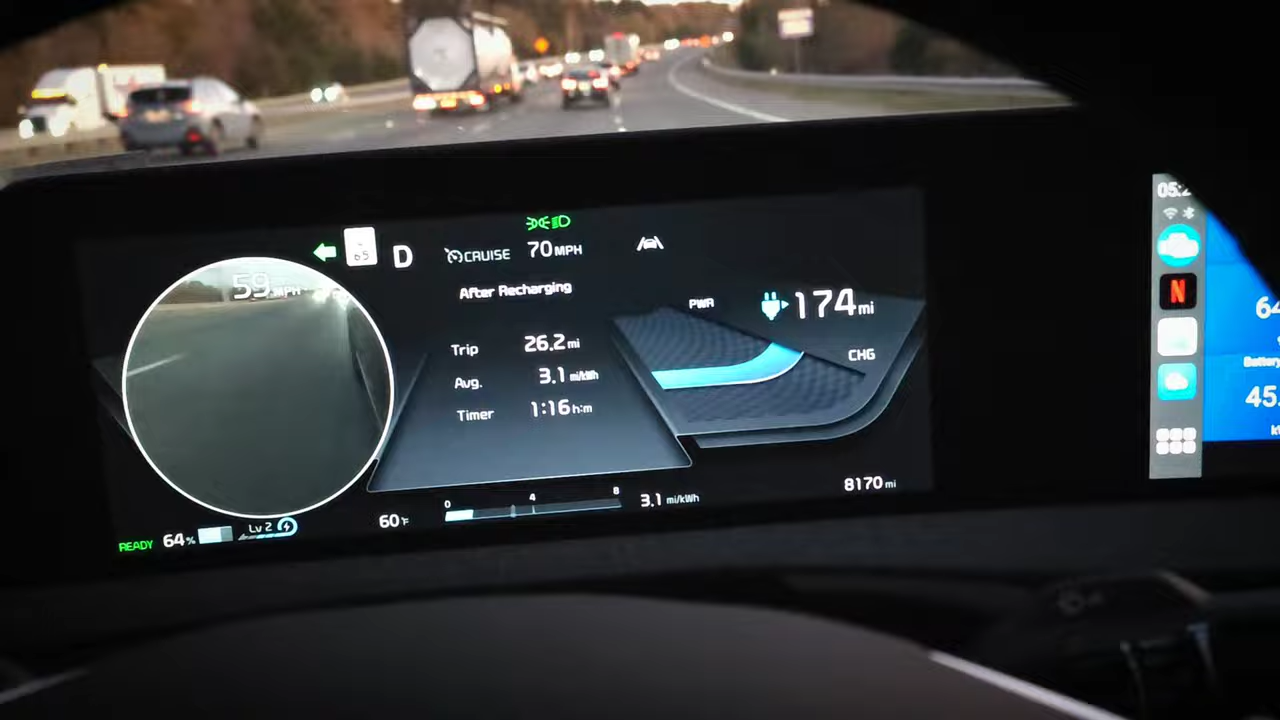 65
D
CRUISE 70 MPH
59 MPH
After Recharging
Trip 26.2 mi
Avg. 3.1 mi/kWh
Timer 1:16 h:m
PWR
174 mi
CHG
0 4 8
60°F
3.1 mi/kWh
8170 mi
READY 64% Lv 2
05:2
N
64
Battery
45.